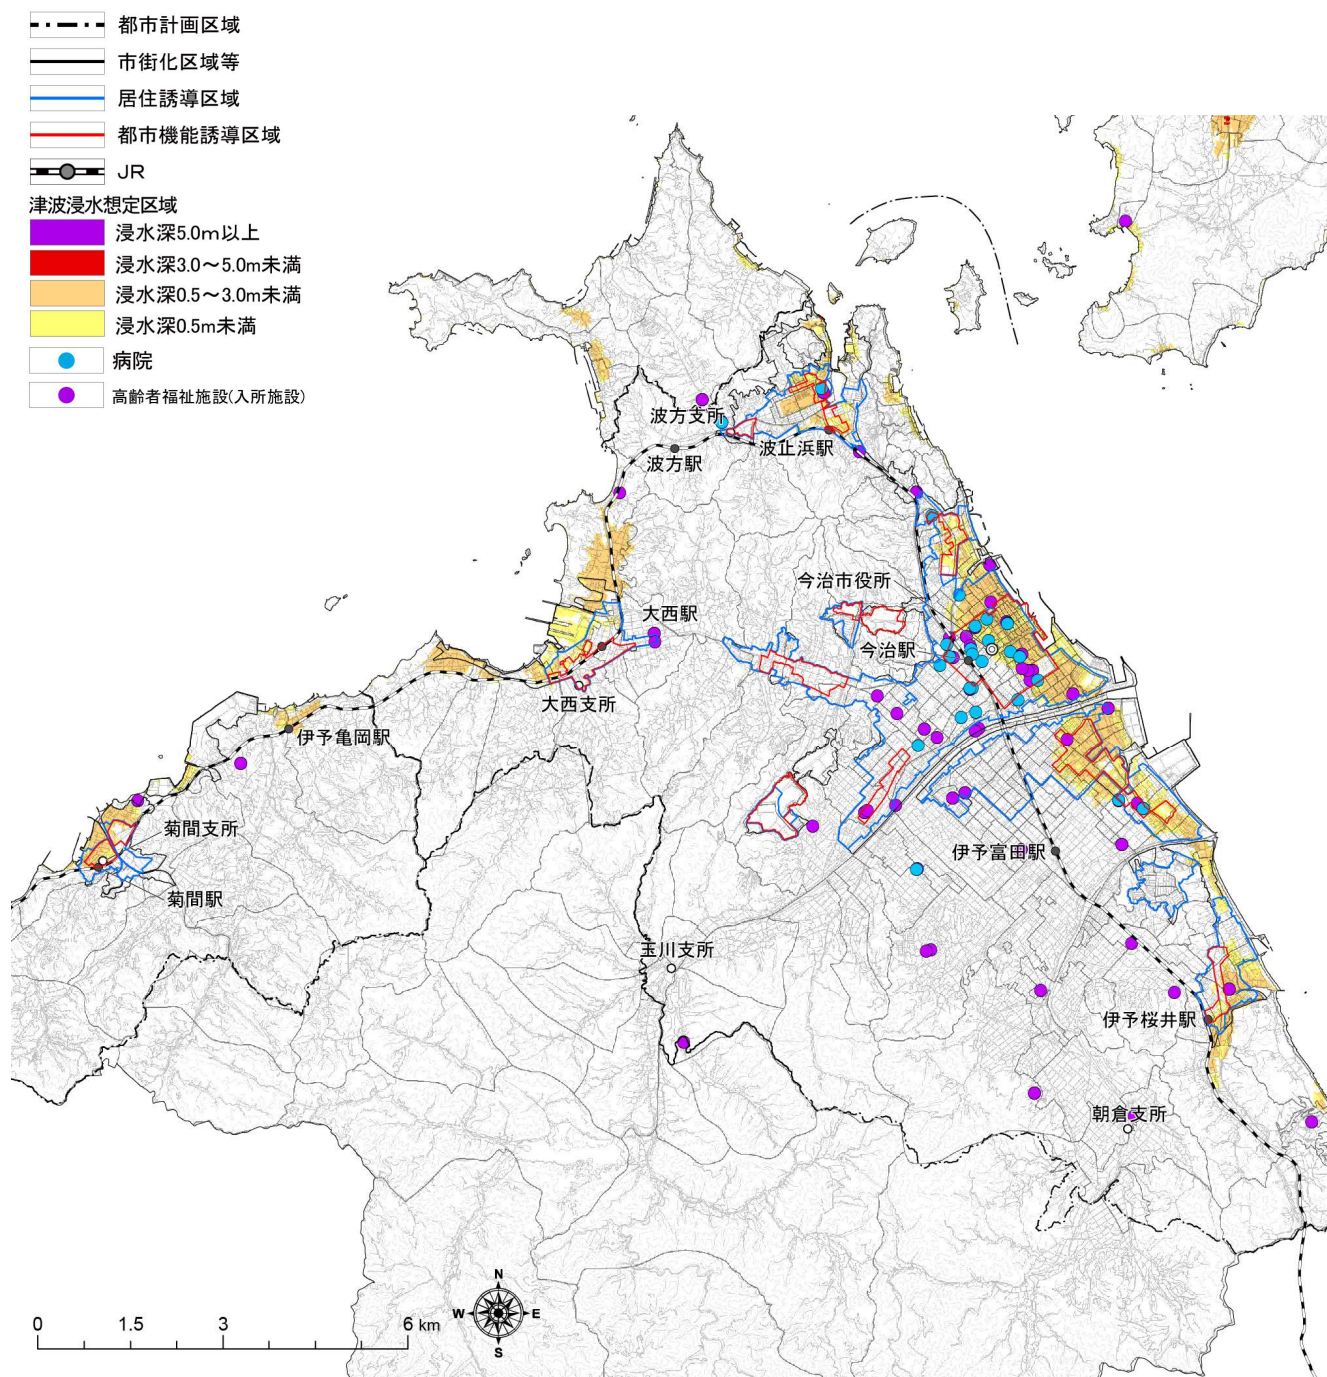 都市計画区域
市街化区域等
居住誘導区域
都市機能誘導区域
JR
津波浸水想定区域
浸水深5.0m以上
浸水深3.0～5.0m未満
浸水深0.5～3.0m未満
浸水深0.5m未満
病院
高齢者福祉施設(入所施設)
波方支所
波止浜駅
波方駅
今治市役所
大西駅
今治駅
大西支所
伊予亀岡駅
菊間支所
伊予富田駅
菊間駅
玉川支所
伊予桜井駅
朝倉支所
N
W E
S
0 1.5 3 6 km